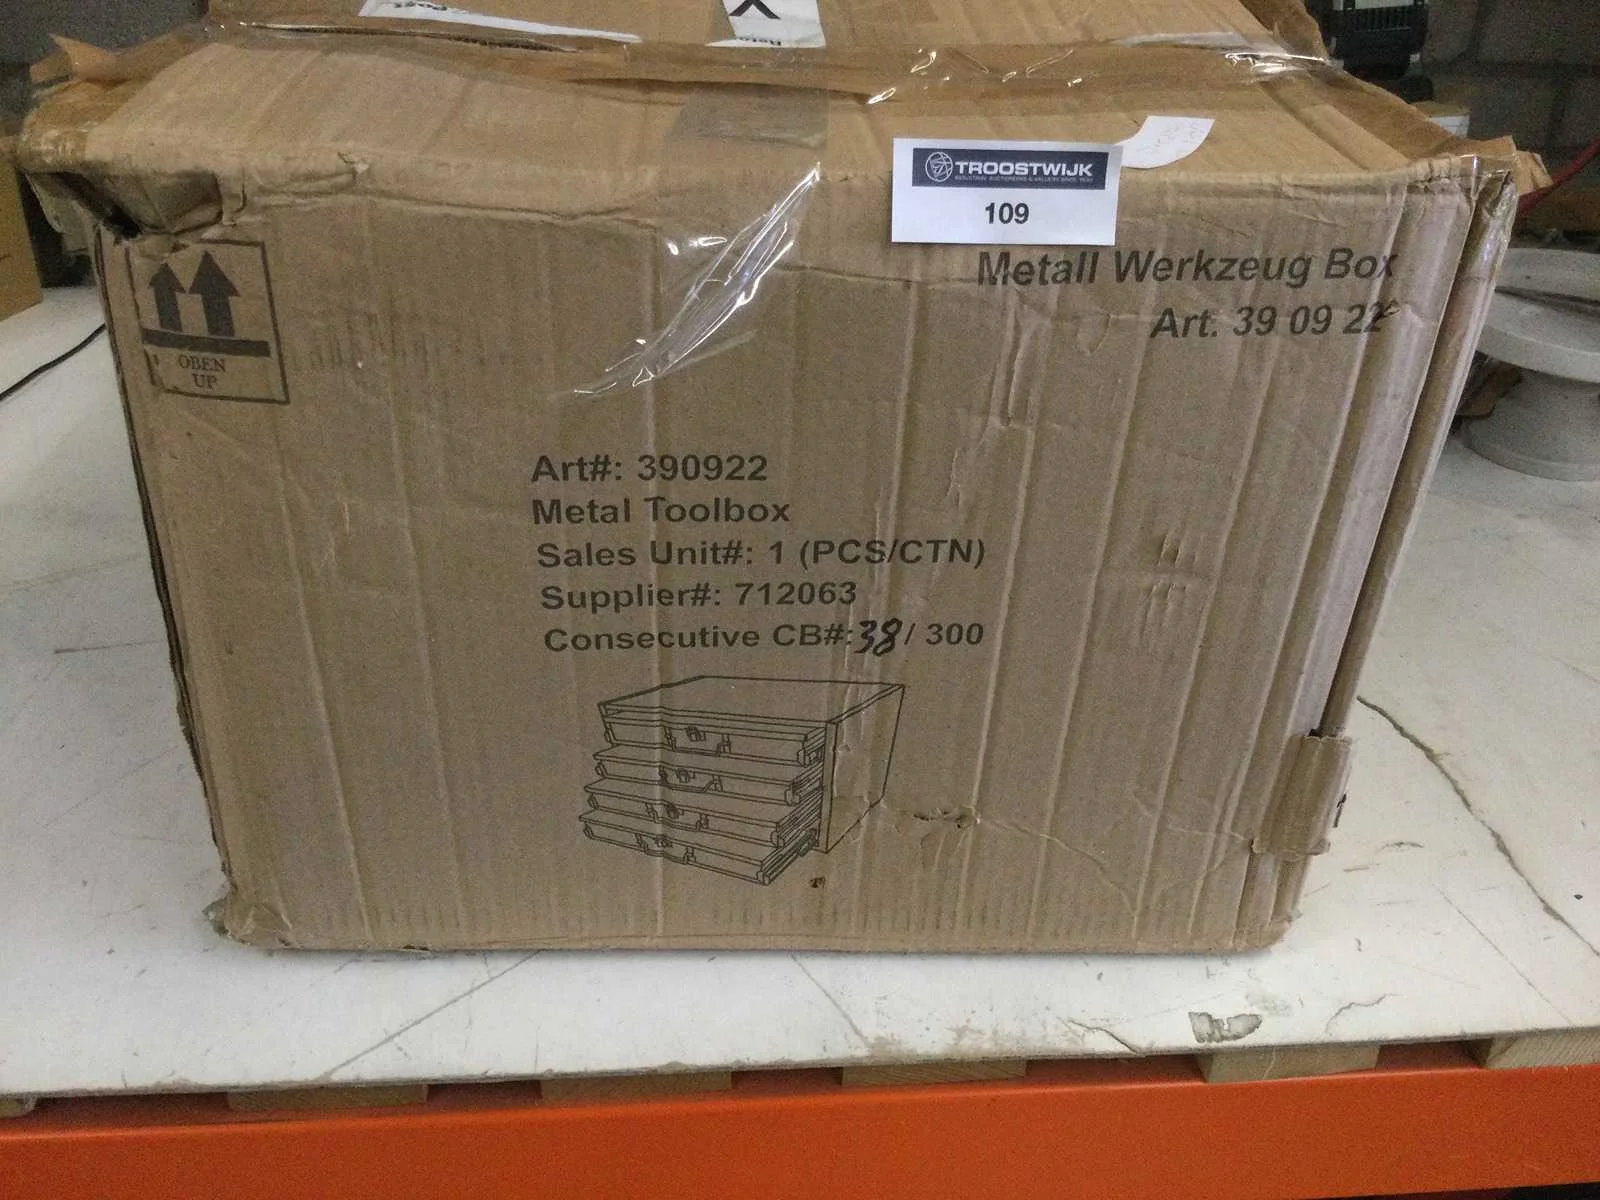 TROOSTWIJK
109
Metall Werkzeug Box
Art. 39 09 22
OBEN
UP
Art#: 390922
Metal Toolbox
Sales Unit#: 1 (PCS/CTN)
Supplier#: 712063
Consecutive CB#:38/ 300